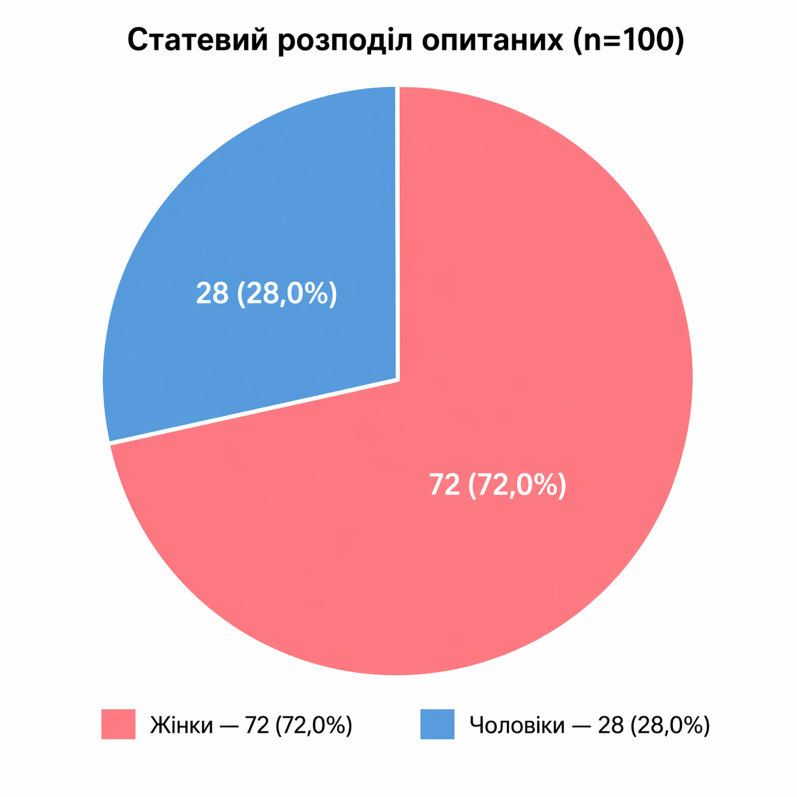 Статевий розподіл опитаних (n=100)
28 (28,0%)
72 (72,0%)
Жінки — 72 (72,0%)
Чоловіки — 28 (28,0%)